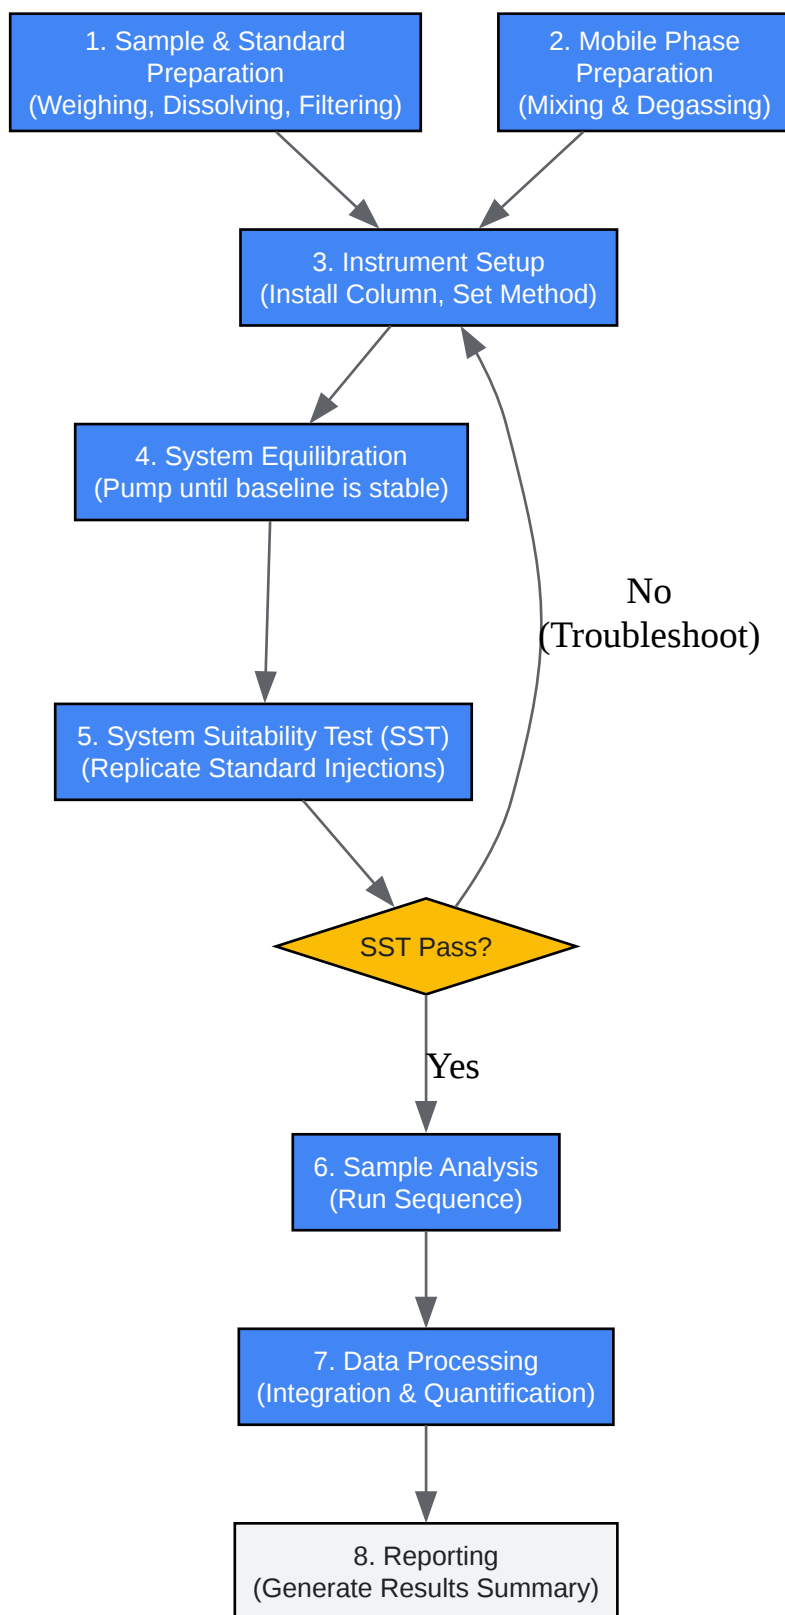 1. Sample & Standard
Preparation
(Weighing, Dissolving, Filtering)
2. Mobile Phase
Preparation
(Mixing & Degassing)
3. Instrument Setup
(Install Column, Set Method)
4. System Equilibration
(Pump until baseline is stable)
No
(Troubleshoot)
5. System Suitability Test (SST)
(Replicate Standard Injections)
SST Pass?
Yes
6. Sample Analysis
(Run Sequence)
7. Data Processing
(Integration & Quantification)
8. Reporting
(Generate Results Summary)